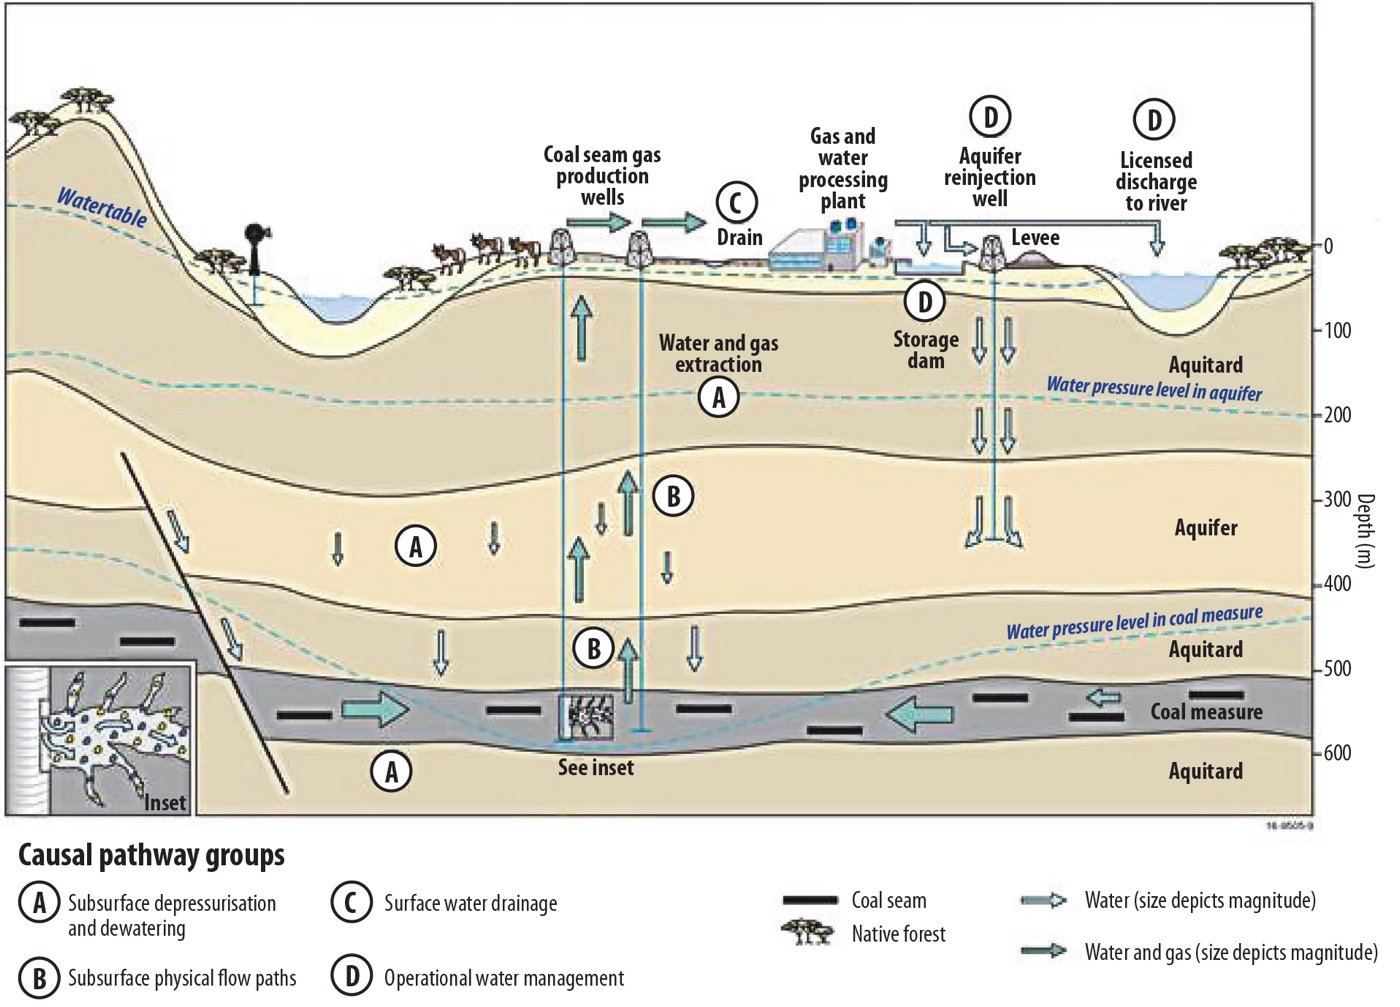 Coal seam gas
production
wells
C
Drain
Gas and
water
processing
plant
D
Aquifer
reinjection
well
D
Licensed
discharge
to river
Levee
Watertable
D
Storage
dam
Water and gas
extraction
A
Aquitard
Water pressure level in aquifer
B
A
Aquifer
B
Water pressure level in coal measure
Aquitard
Coal measure
See inset
A
Aquitard
Inset
0
100
200
300
400
500
600
Depth (m)
Causal pathway groups
A Subsurface depressurisation
and dewatering
B Subsurface physical flow paths
C Surface water drainage
D Operational water management
Coal seam
Native forest
Water (size depicts magnitude)
Water and gas (size depicts magnitude)